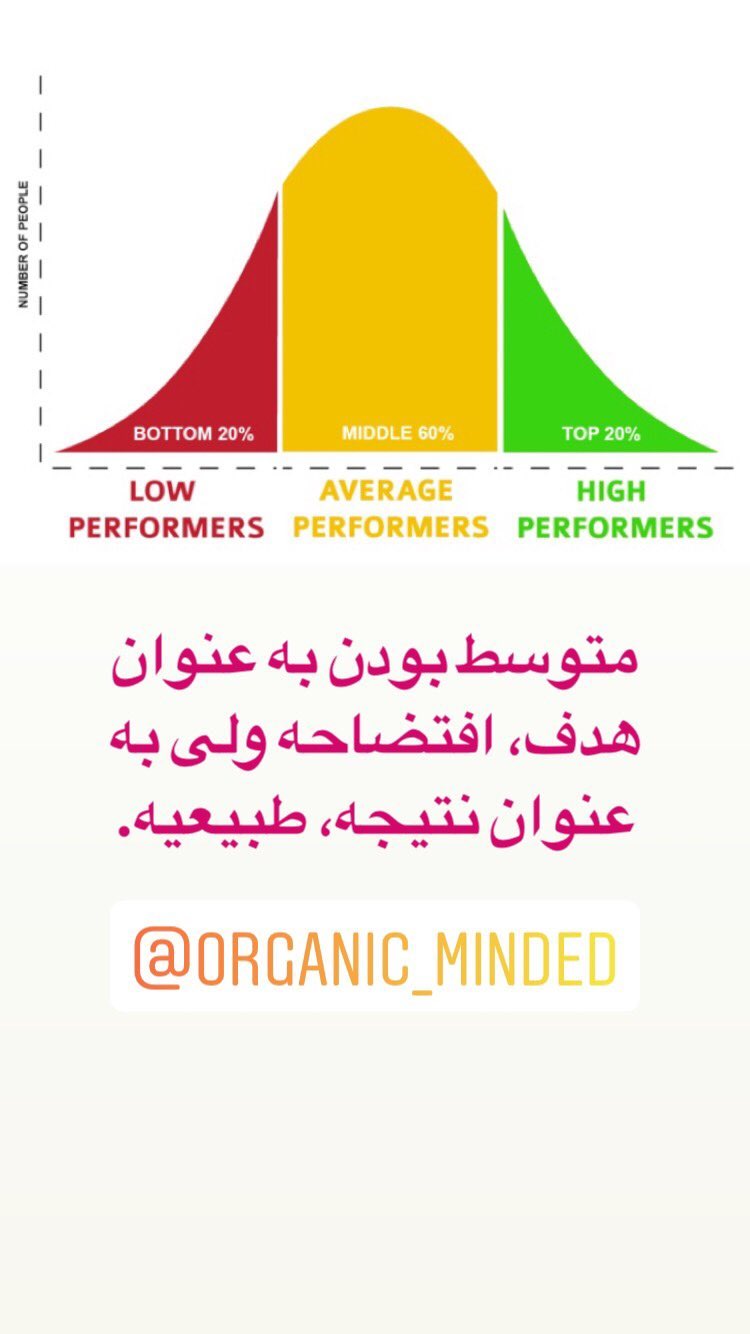 NUMBER OF PEOPLE
BOTTOM 20%
MIDDLE 60%
TOP 20%
LOW
PERFORMERS
AVERAGE
PERFORMERS
HIGH
PERFORMERS
متوسط بودن به عنوان
هدف، افتضاحه ولی به
عنوان نتیجه، طبیعیه.
@ORGANIC_MINDED